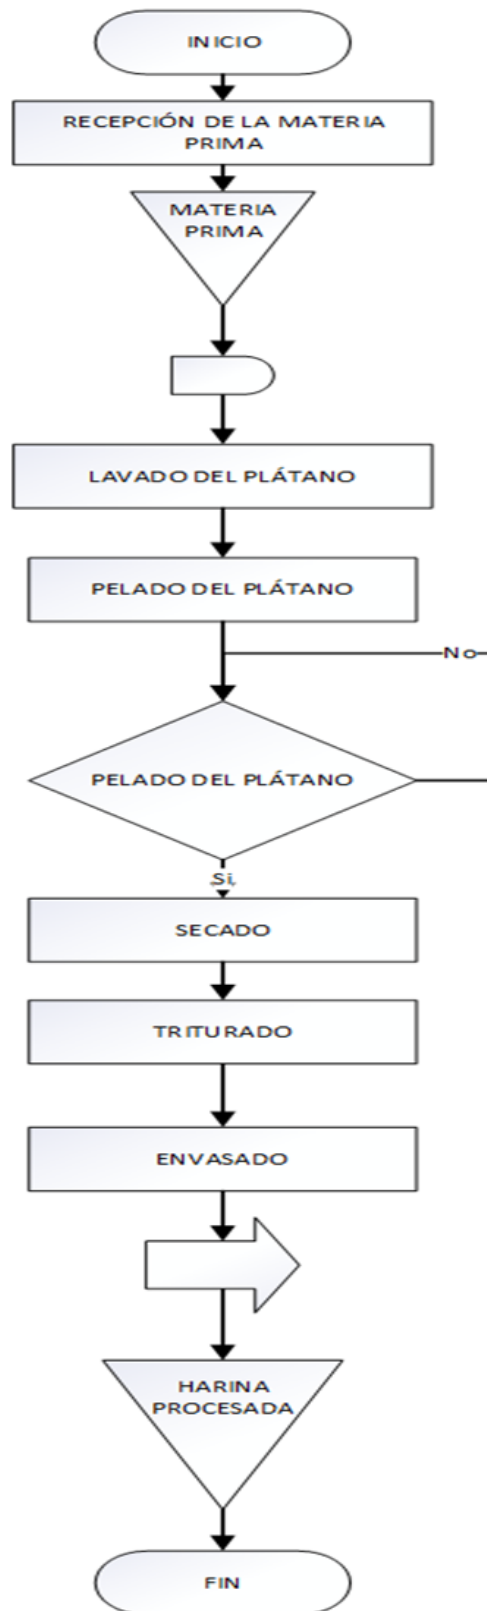 INICIO
RECEPCIÓN DE LA MATERIA
PRIMA
MATERIA
PRIMA
LAVADO DEL PLÁTANO
PELADO DEL PLÁTANO
No
PELADO DEL PLÁTANO
Si
SECADO
TRITURADO
ENVASADO
HARINA
PROCESADA
FIN